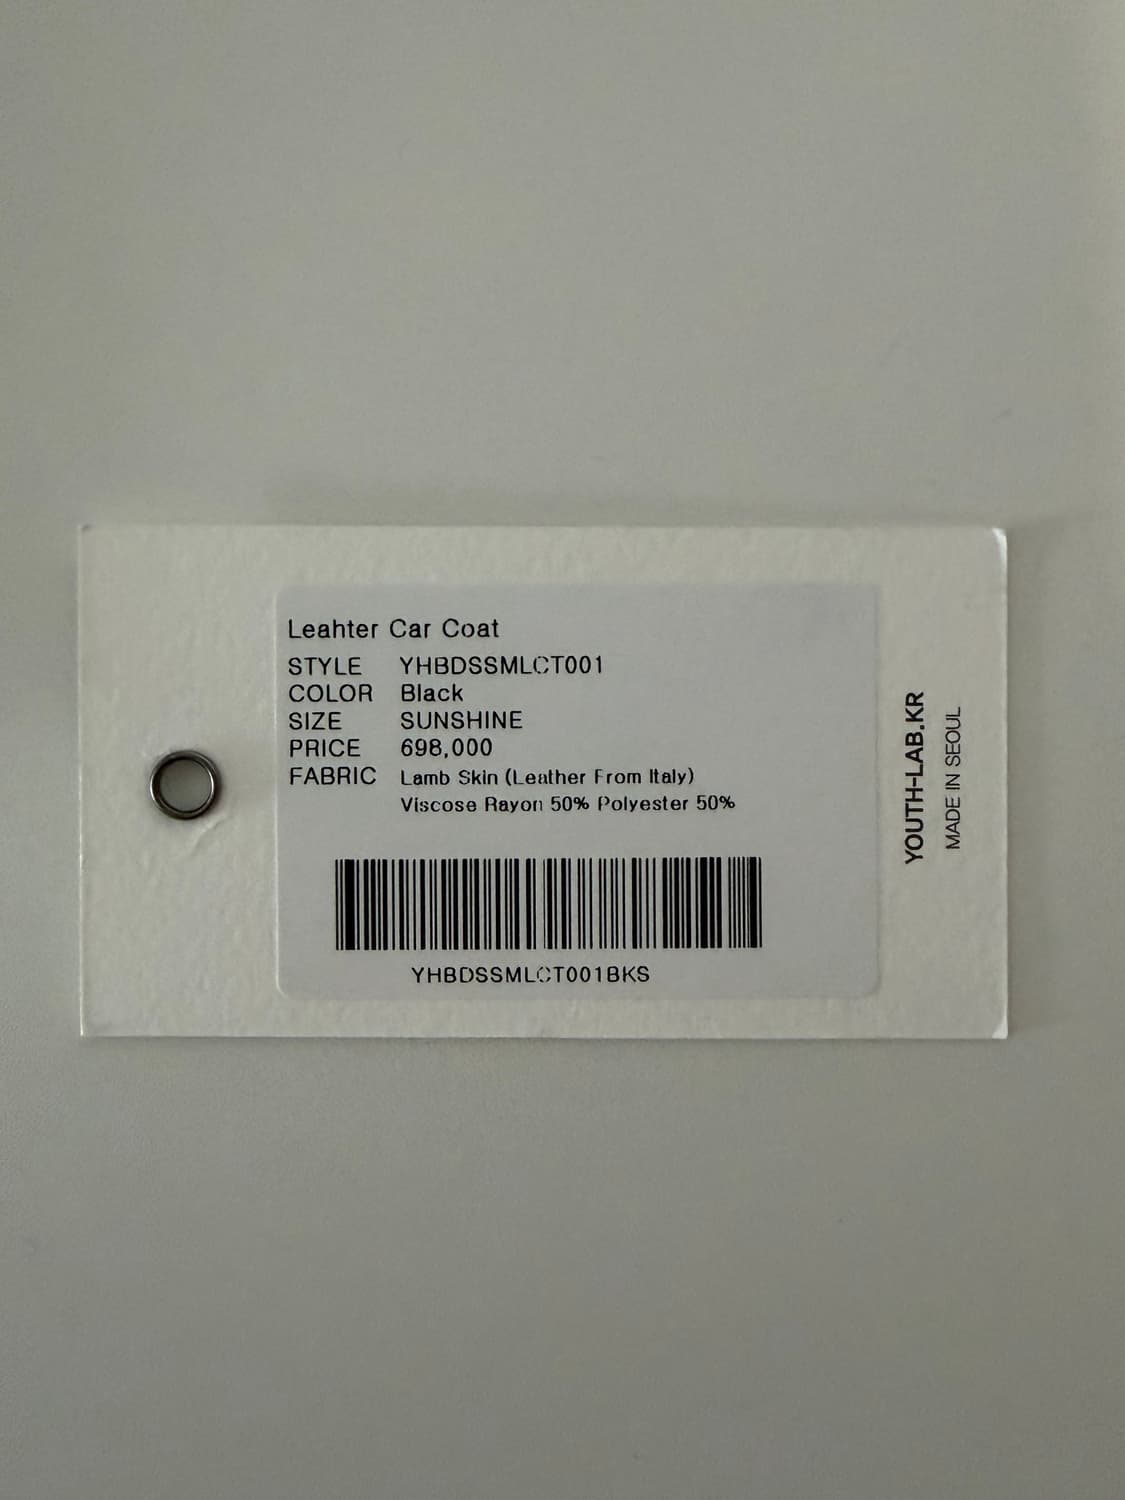 Leahter Car Coat
STYLE YHBDSSMLCT001
COLOR Black
SIZE SUNSHINE
PRICE 698,000
FABRIC Lamb Skin (Leather From Italy)
Viscose Rayon 50% Polyester 50%
YHBDSSMLCT001BKS
YOUTH-LAB.KR
MADE IN SEOUL